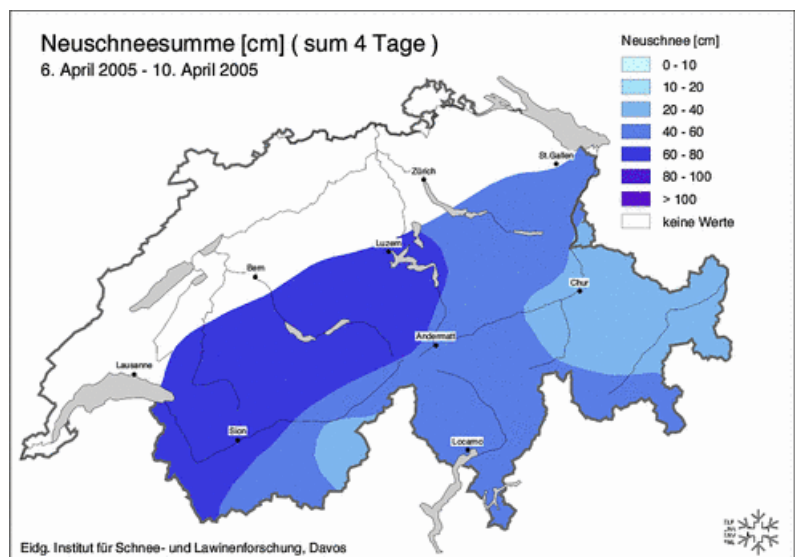 Neuschneesumme [cm] ( sum 4 Tage )
6. April 2005 - 10. April 2005
Neuschnee [cm]
0 - 10
10 - 20
20 - 40
40 - 60
60 - 80
80 - 100
> 100
keine Werte
St.Gallen
Zürich
Luzern
Bern
Chur
Andermatt
Lausanne
Sion
Locarno
Eidg. Institut für Schnee- und Lawinenforschung, Davos